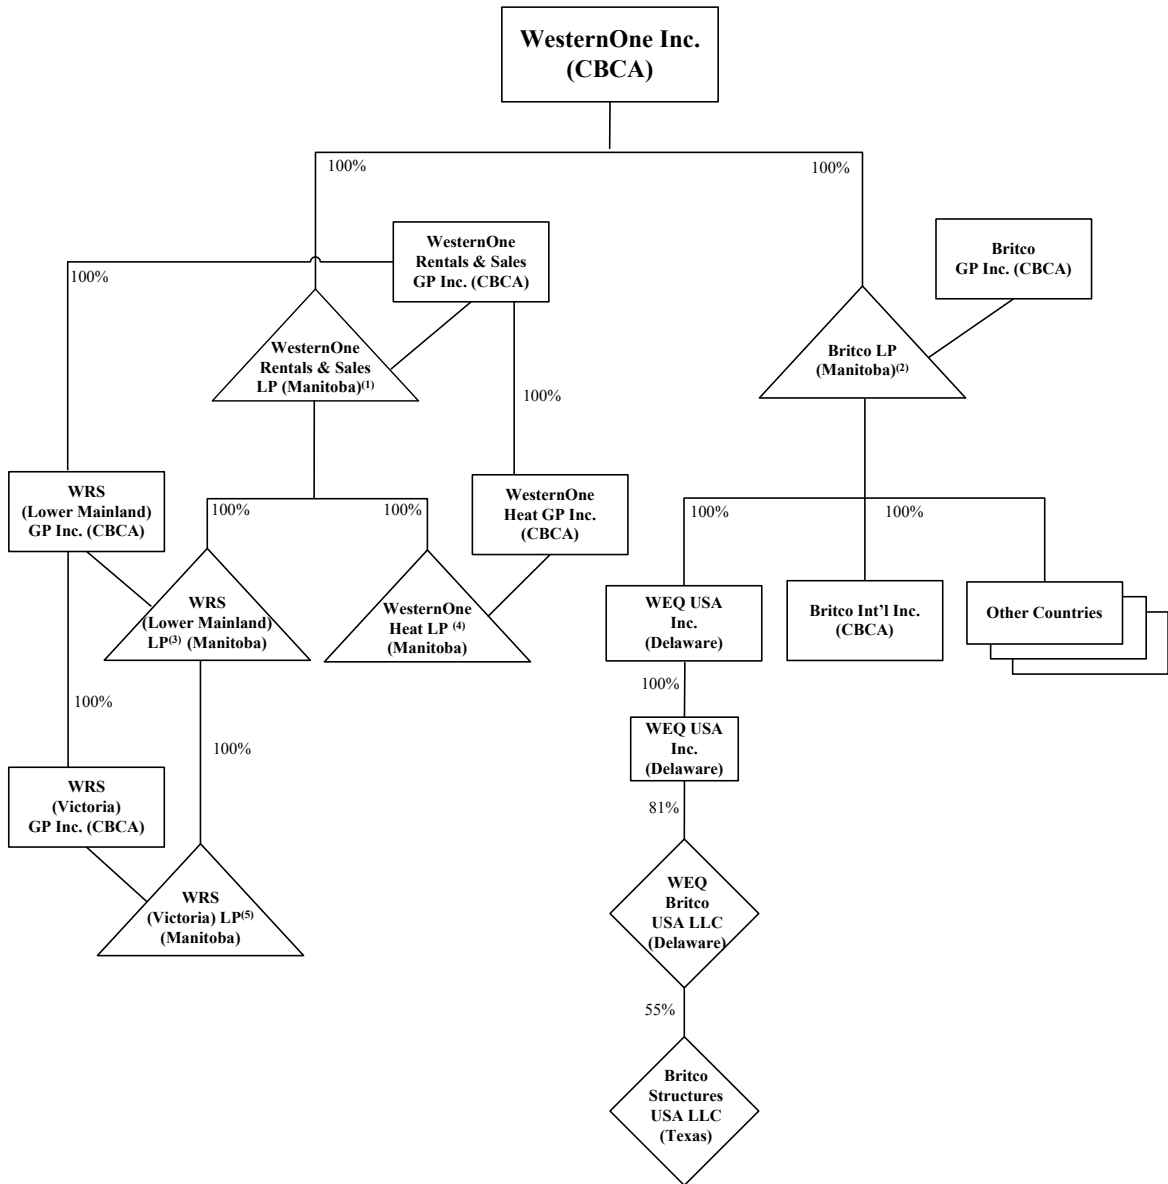 WesternOne Inc.
(CBCA)
100%
100%
WesternOne
Rentals & Sales
GP Inc. (CBCA)
Britco
GP Inc. (CBCA)
100%
WesternOne
Rentals & Sales
LP (Manitoba)(1)
Britco LP
(Manitoba)(2)
100%
WRS
(Lower Mainland)
GP Inc. (CBCA)
WesternOne
Heat GP Inc.
(CBCA)
100%
100%
100%
100%
WRS
(Lower Mainland)
LP(3) (Manitoba)
WesternOne
Heat LP (4)
(Manitoba)
WEQ USA
Inc.
(Delaware)
Britco Int'l Inc.
(CBCA)
Other Countries
100%
100%
100%
WEQ USA
Inc.
(Delaware)
WRS
(Victoria)
GP Inc. (CBCA)
81%
WRS
(Victoria) LP(5)
(Manitoba)
WEQ
Britco
USA LLC
(Delaware)
55%
Britco
Structures
USA LLC
(Texas)